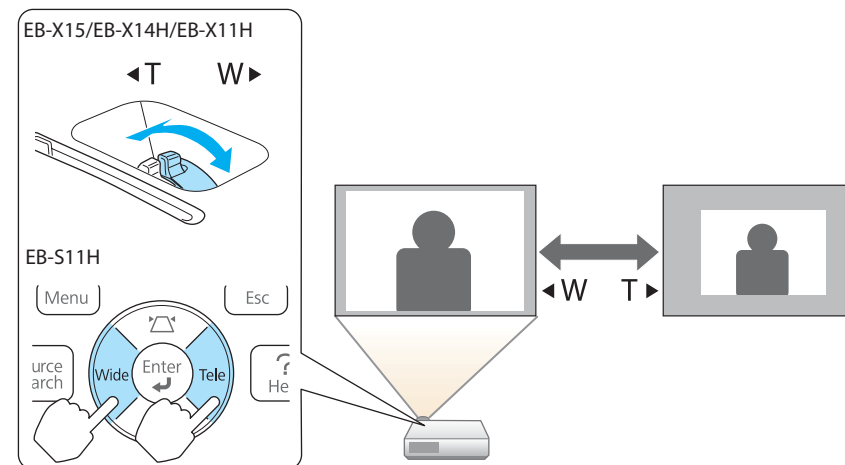 EB-X15/EB-X14H/EB-X11H
◀T W▶
EB-S11H
Menu
Esc
urce
arch
Wide
Enter
Tele
?
He
◀W T▶